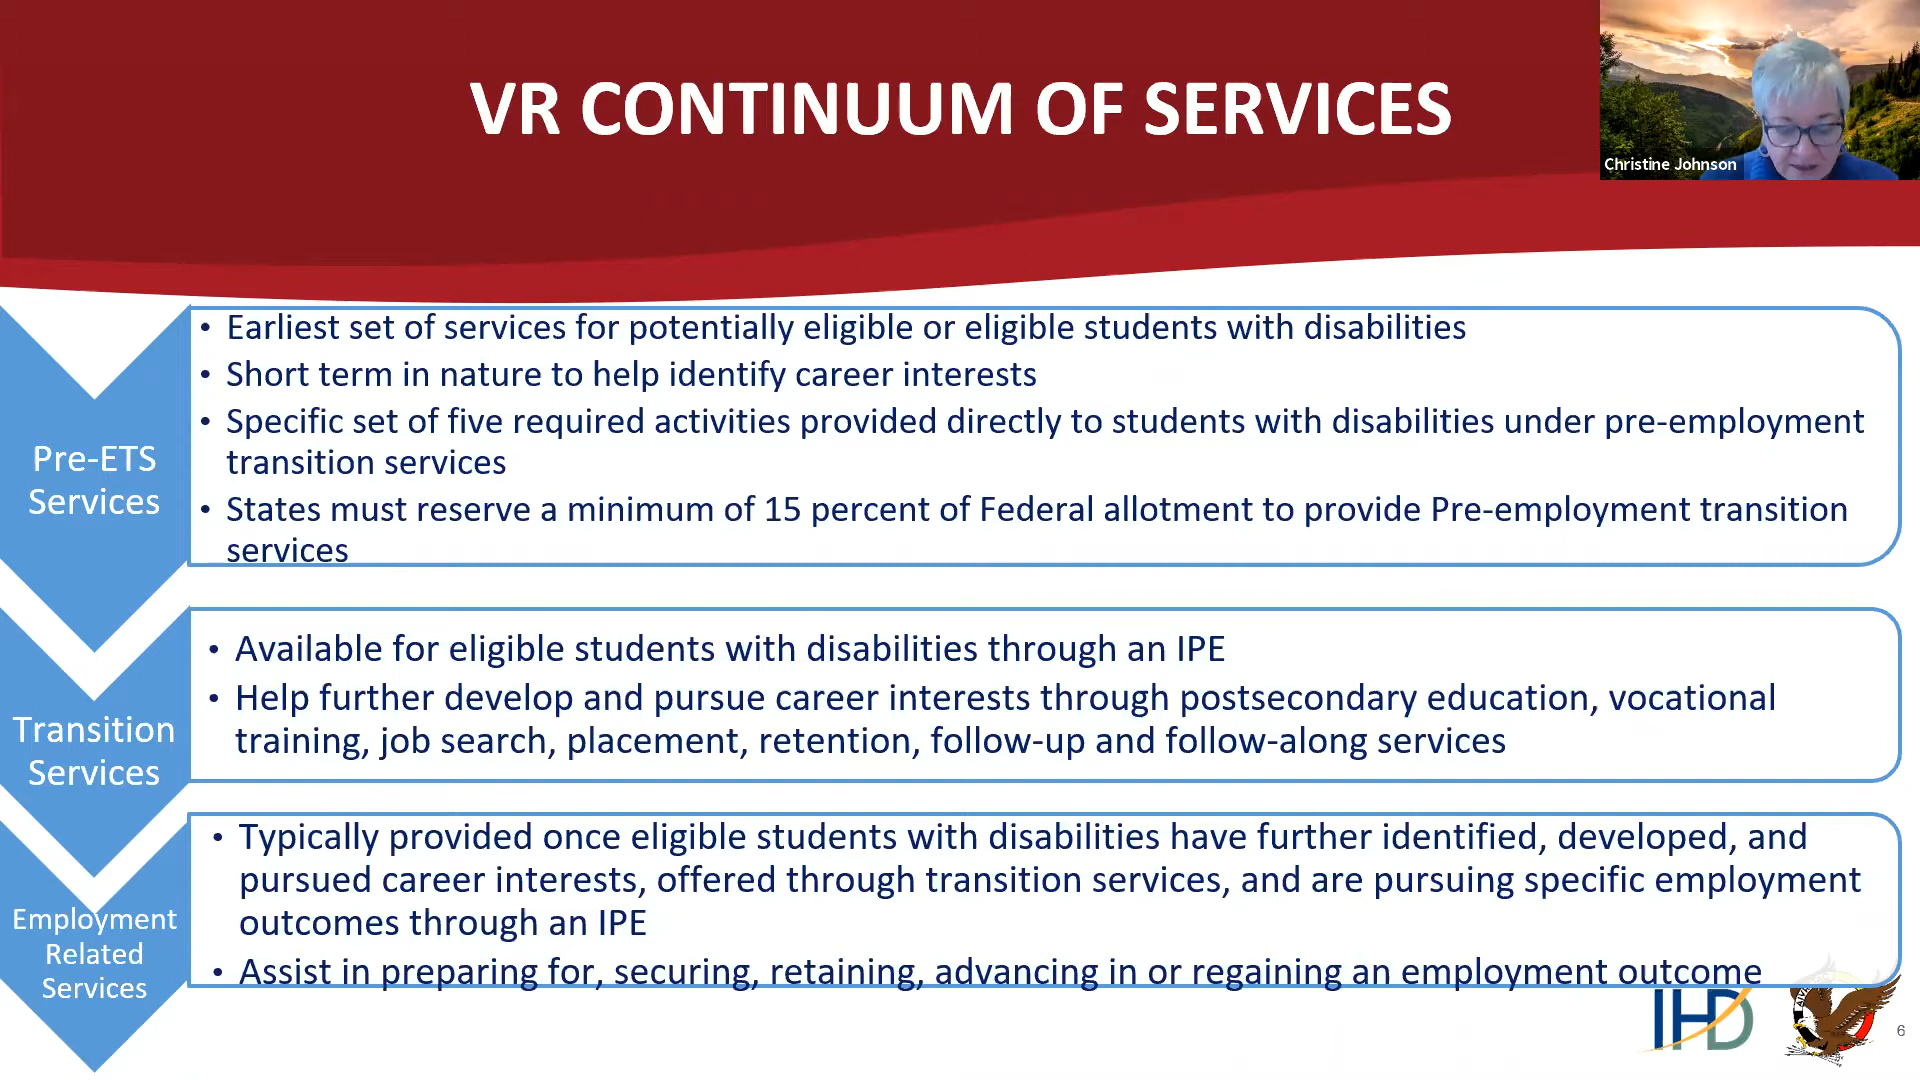 VR CONTINUUM OF SERVICES
Christine Johnson
Pre-ETS
Services
• Earliest set of services for potentially eligible or eligible students with disabilities
• Short term in nature to help identify career interests
• Specific set of five required activities provided directly to students with disabilities under pre-employment
transition services
• States must reserve a minimum of 15 percent of Federal allotment to provide Pre-employment transition
services
Transition
Services
• Available for eligible students with disabilities through an IPE
• Help further develop and pursue career interests through postsecondary education, vocational
training, job search, placement, retention, follow-up and follow-along services
Employment
Related
Services
• Typically provided once eligible students with disabilities have further identified, developed, and
pursued career interests, offered through transition services, and are pursuing specific employment
outcomes through an IPE
• Assist in preparing for, securing, retaining, advancing in or regaining an employment outcome
IHD
6